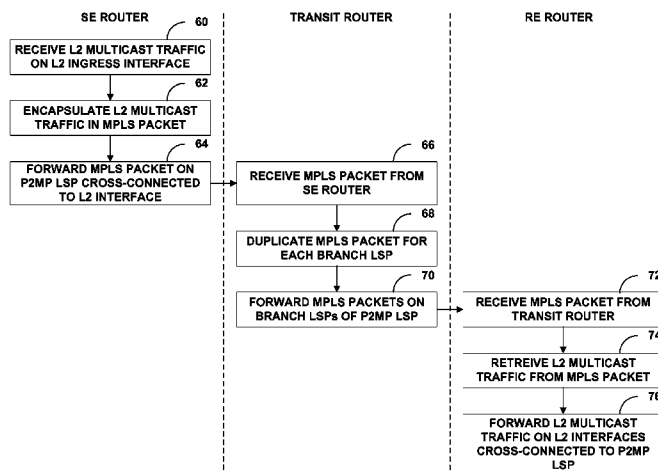 SE ROUTER
TRANSIT ROUTER
RE ROUTER
60
RECEIVE L2 MULTICAST TRAFFIC
ON L2 INGRESS INTERFACE
62
ENCAPSULATE L2 MULTICAST
TRAFFIC IN MPLS PACKET
64
FORWARD MPLS PACKET ON
P2MP LSP CROSS-CONNECTED
TO L2 INTERFACE
66
RECEIVE MPLS PACKET FROM
SE ROUTER
68
DUPLICATE MPLS PACKET FOR
EACH BRANCH LSP
70
FORWARD MPLS PACKETS ON
BRANCH LSPs OF P2MP LSP
72
RECEIVE MPLS PACKET FROM
TRANSIT ROUTER
74
RETREIVE L2 MULTICAST
TRAFFIC FROM MPLS PACKET
76
FORWARD L2 MULTICAST
TRAFFIC ON L2 INTERFACES
CROSS-CONNECTED TO P2MP
LSP